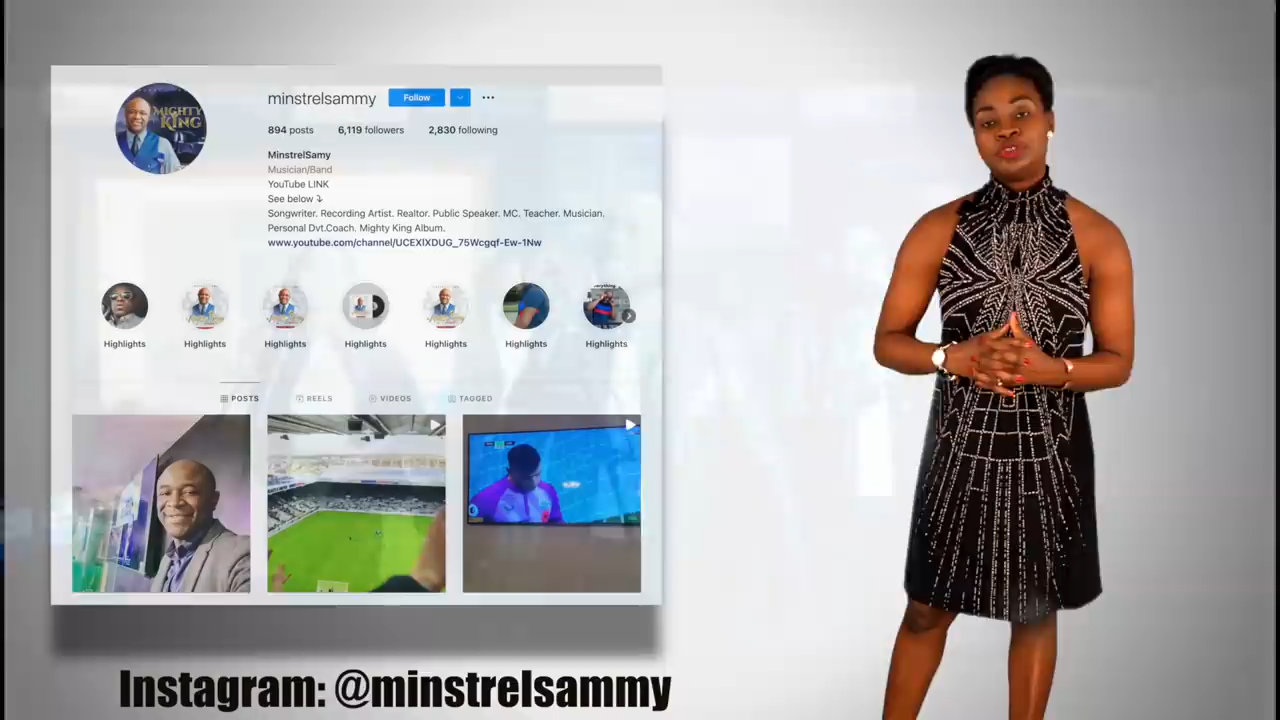 minstrelsammy Follow
MIGHTY
KING
894 posts 6,119 followers 2,830 following
MinstrelSamy
Musician/Band
YouTube LINK
See below ⤵
Songwriter. Recording Artist. Realtor. Public Speaker. MC. Teacher. Musician.
Personal Dvt.Coach. Mighty King Album.
www.youtube.com/channel/UCEXIXDUG_75Wcgqf-Ew-1Nw
Highlights Highlights Highlights Highlights Highlights Highlights Highlights
POSTS REELS VIDEOS TAGGED
Instagram: @minstrelsammy